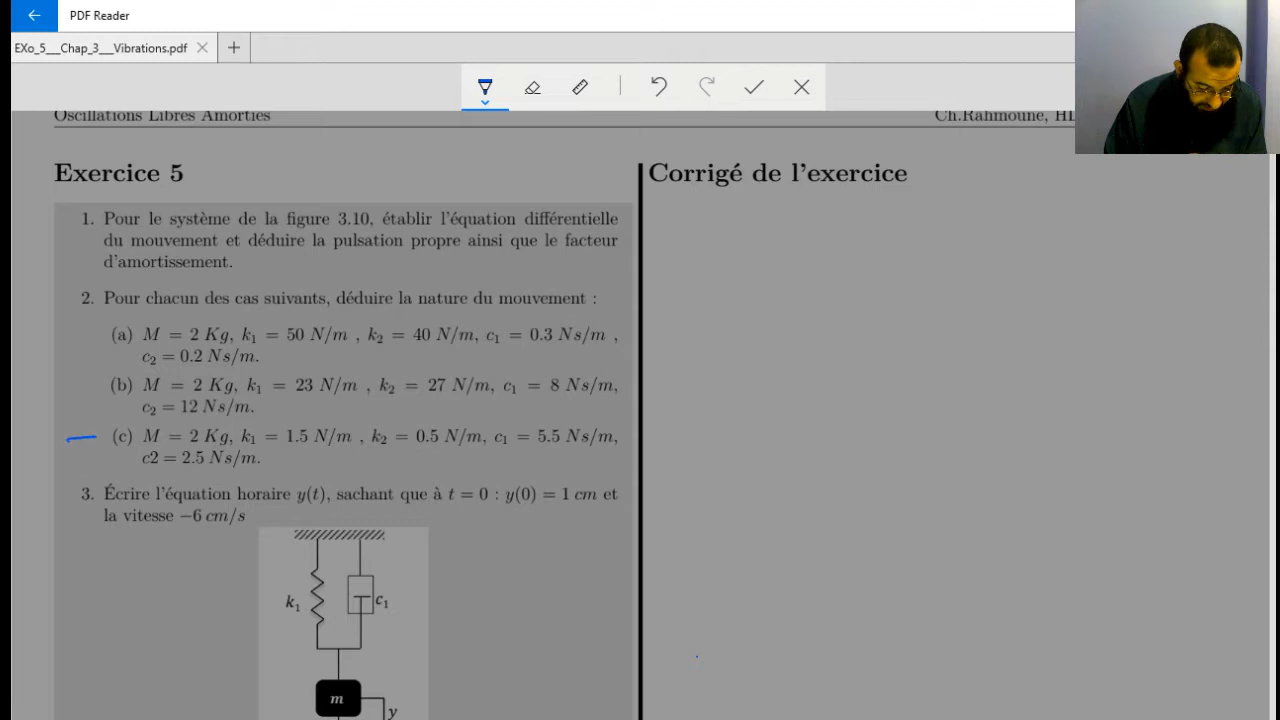 PDF Reader
EXo_5__Chap_3__Vibrations.pdf
Oscillations Libres Amorties
Ch.Rahmoune,
Exercice 5
1. Pour le système de la figure 3.10, établir l'équation différentielle
du mouvement et déduire la pulsation propre ainsi que le facteur
d'amortissement.
2. Pour chacun des cas suivants, déduire la nature du mouvement :
(a) M = 2 Kg, k₁ = 50 N/m , k₂ = 40 N/m, c₁ = 0.3 Ns/m ,
c₂ = 0.2 Ns/m.
(b) M = 2 Kg, k₁ = 23 N/m , k₂ = 27 N/m, c₁ = 8 Ns/m,
c₂ = 12 Ns/m.
(c) M = 2 Kg, k₁ = 1.5 N/m , k₂ = 0.5 N/m, c₁ = 5.5 Ns/m,
c2 = 2.5 Ns/m.
3. Écrire l'équation horaire y(t), sachant que à t = 0 : y(0) = 1 cm et
la vitesse −6 cm/s
k₁
c₁
m
y
Corrigé de l'exercice